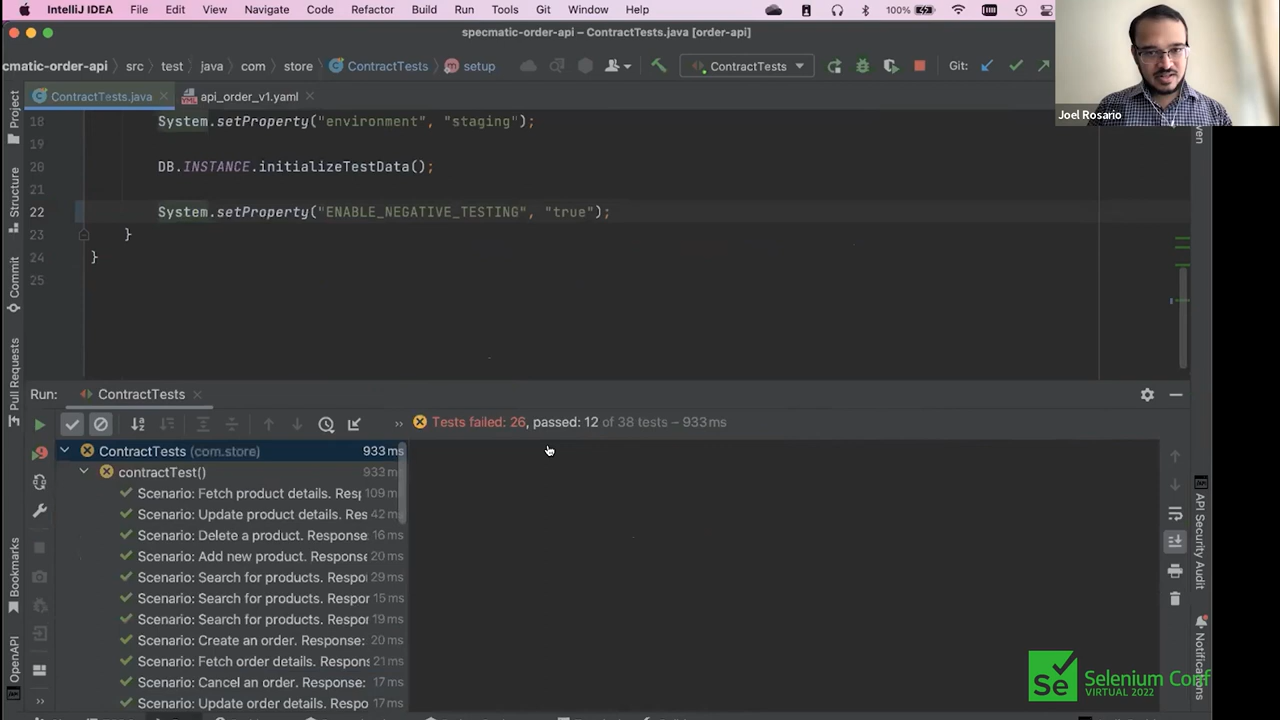 IntelliJ IDEA File Edit View Navigate Code Refactor Build Run Tools Git Window Help 100%
specmatic-order-api – ContractTests.java [order-api]
cmatic-order-api src test java com store ContractTests setup ContractTests Git:
Joel Rosario
ContractTests.java api_order_v1.yaml
Project
Structure
Commit
Pull Requests
Bookmarks
OpenAPI
18 System.setProperty("environment", "staging");
19
20 DB.INSTANCE.initializeTestData();
21
22 System.setProperty("ENABLE_NEGATIVE_TESTING", "true");
23 }
24 }
25
Run: ContractTests
Tests failed: 26, passed: 12 of 38 tests – 933 ms
ContractTests (com.store) 933 ms
contractTest() 933 ms
Scenario: Fetch product details. Resp 109 ms
Scenario: Update product details. Res 42 ms
Scenario: Delete a product. Response: 16 ms
Scenario: Add new product. Response: 20 ms
Scenario: Search for products. Respo 29 ms
Scenario: Search for products. Respor 15 ms
Scenario: Search for products. Respor 19 ms
Scenario: Create an order. Response: 20 ms
Scenario: Fetch order details. Respons 21 ms
Scenario: Cancel an order. Response: 17 ms
Scenario: Update order details. Respor 17 ms
ven
API Security Audit
Notifications
Se
Selenium Conf
VIRTUAL 2022